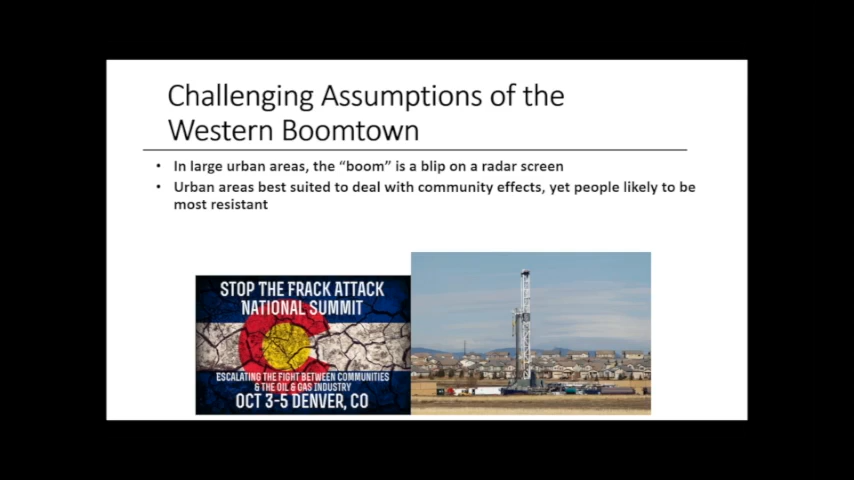 Challenging Assumptions of the
Western Boomtown
• In large urban areas, the “boom” is a blip on a radar screen
• Urban areas best suited to deal with community effects, yet people likely to be
most resistant
STOP THE FRACK ATTACK
NATIONAL SUMMIT
ESCALATING THE FIGHT BETWEEN COMMUNITIES
& THE OIL & GAS INDUSTRY
OCT 3-5 DENVER, CO